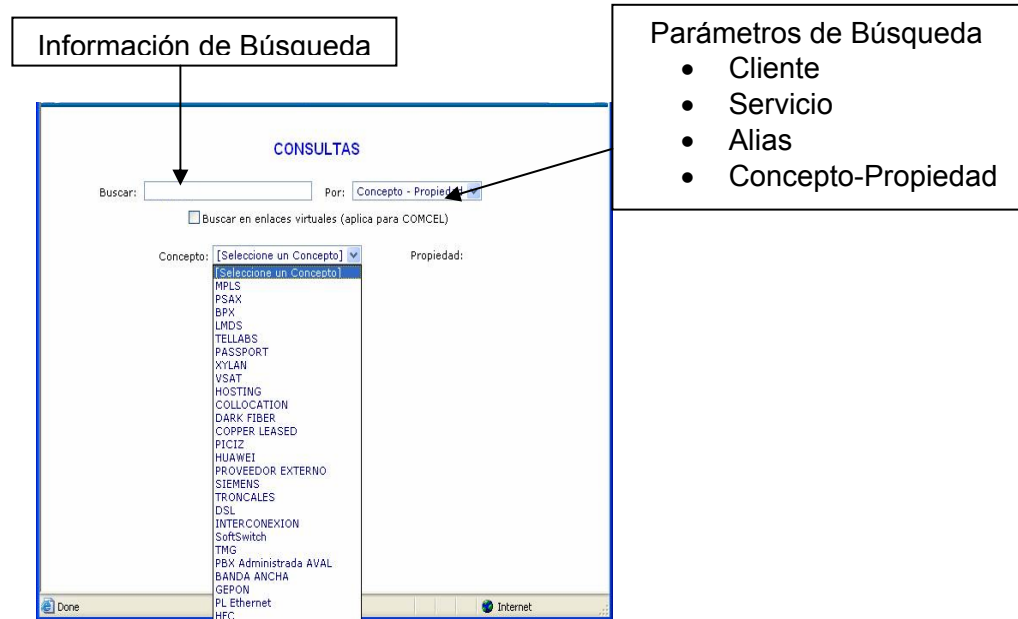 Información de Búsqueda
Parámetros de Búsqueda
• Cliente
• Servicio
• Alias
• Concepto-Propiedad
CONSULTAS
Buscar: Por: Concepto - Propiedad
Buscar en enlaces virtuales (aplica para COMCEL)
Concepto: [Seleccione un Concepto] Propiedad:
[Seleccione un Concepto]
MPLS
PSAX
BPX
LMDS
TELLABS
PASSPORT
XYLAN
VSAT
HOSTING
COLLOCATION
DARK FIBER
COPPER LEASED
PICIZ
HUAWEI
PROVEEDOR EXTERNO
SIEMENS
TRONCALES
DSL
INTERCONEXION
SoftSwitch
TMG
PBX Administrada AVAL
BANDA ANCHA
GEPON
PL Ethernet
HFC
Done Internet